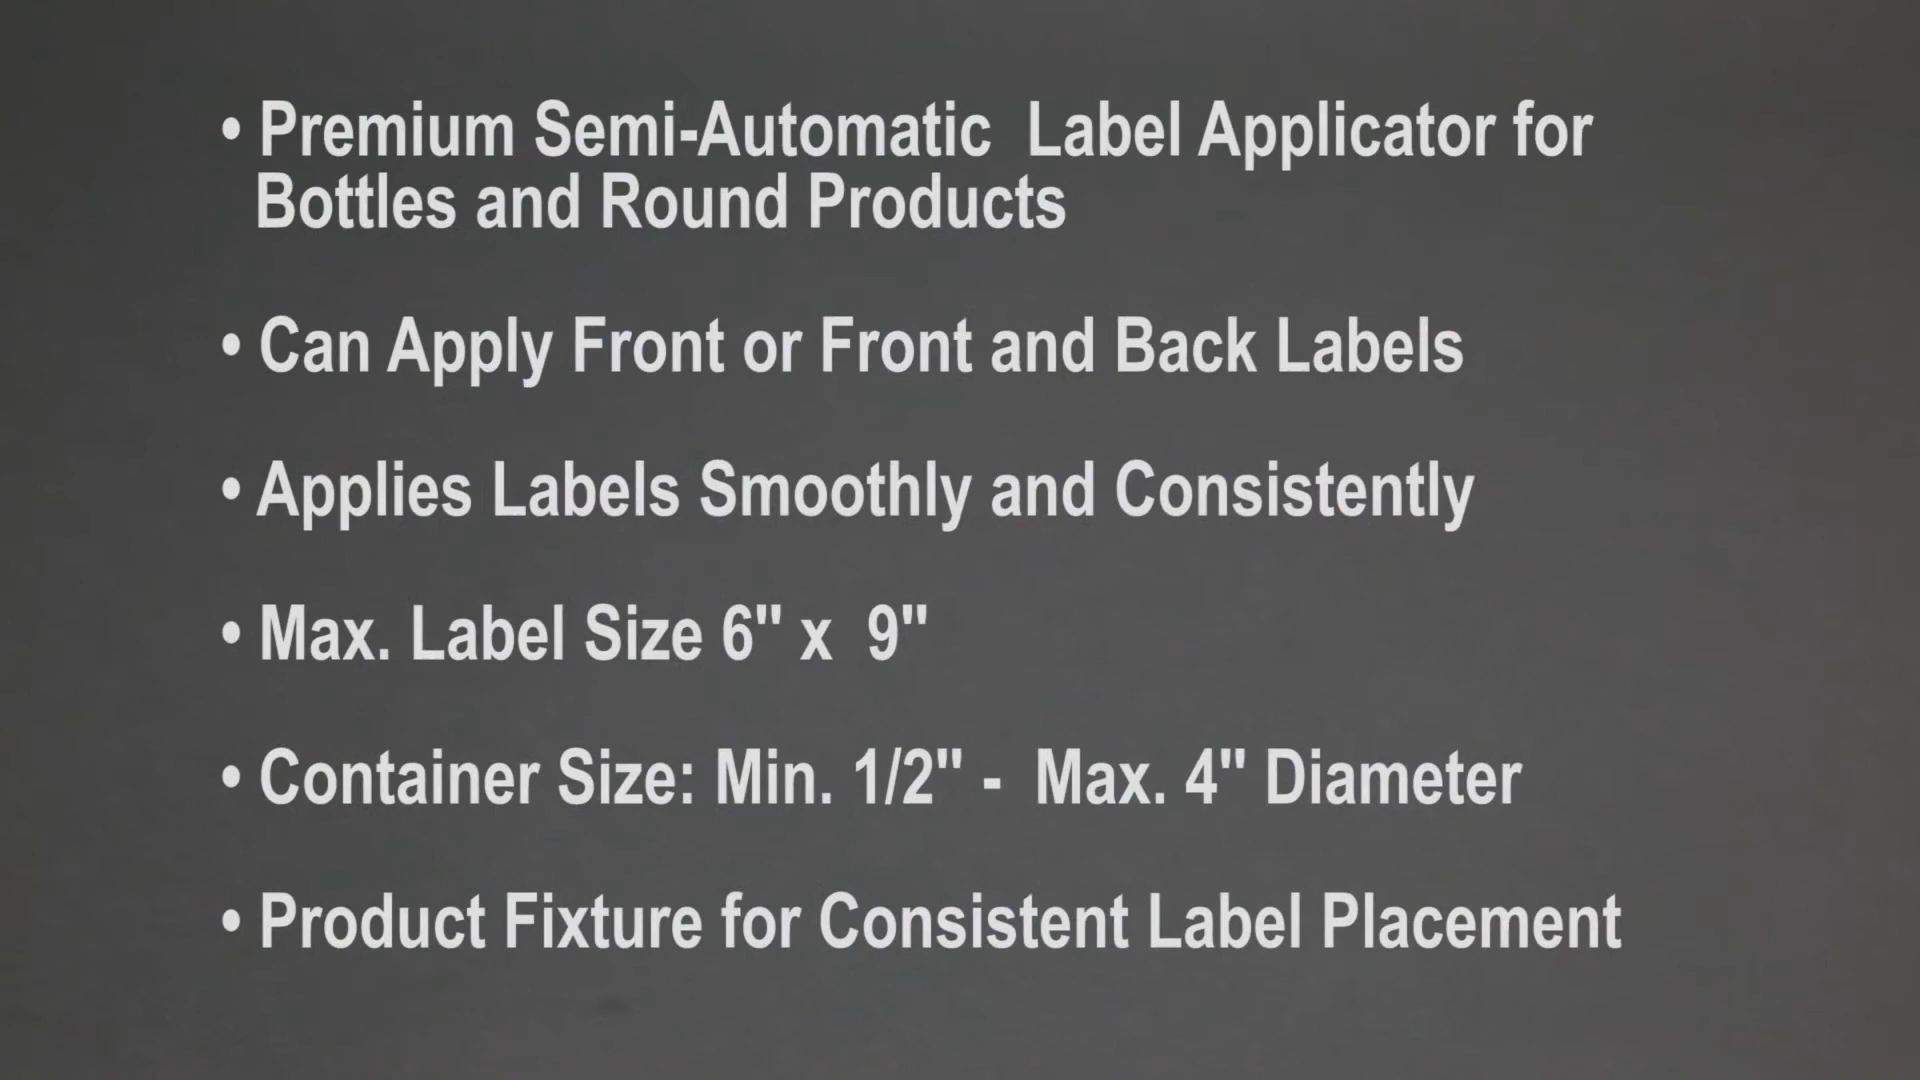 • Premium Semi-Automatic  Label Applicator for
Bottles and Round Products
• Can Apply Front or Front and Back Labels
• Applies Labels Smoothly and Consistently
• Max. Label Size 6" x  9"
• Container Size: Min. 1/2" -  Max. 4" Diameter
• Product Fixture for Consistent Label Placement